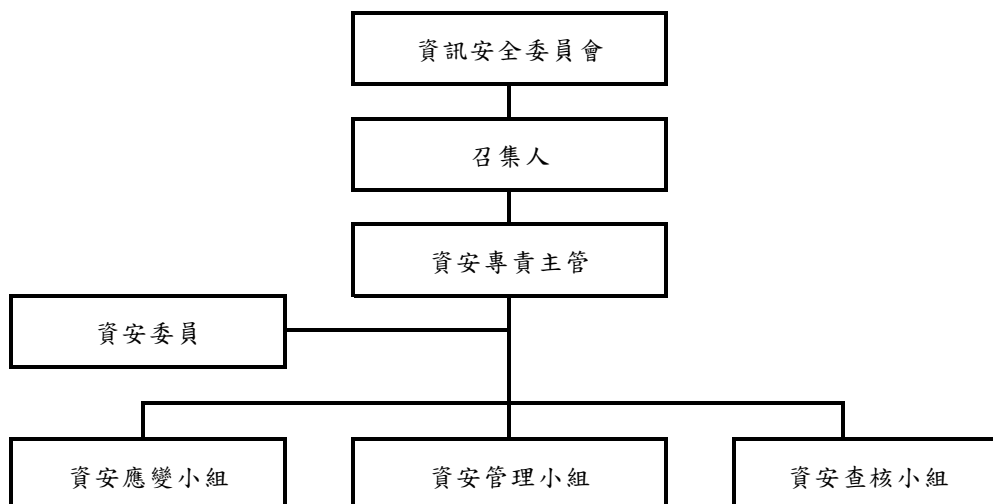 資訊安全委員會
召集人
資安專責主管
資安委員
資安應變小組
資安管理小組
資安查核小組